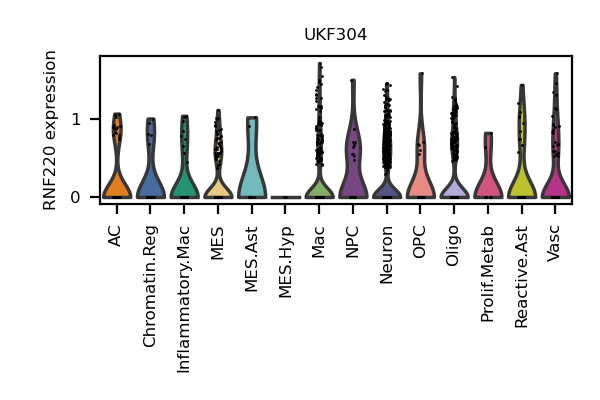 UKF304
RNF220 expression
1
0
AC
Chromatin.Reg
Inflammatory.Mac
MES
MES.Ast
MES.Hyp
Mac
NPC
Neuron
OPC
Oligo
Prolif.Metab
Reactive.Ast
Vasc